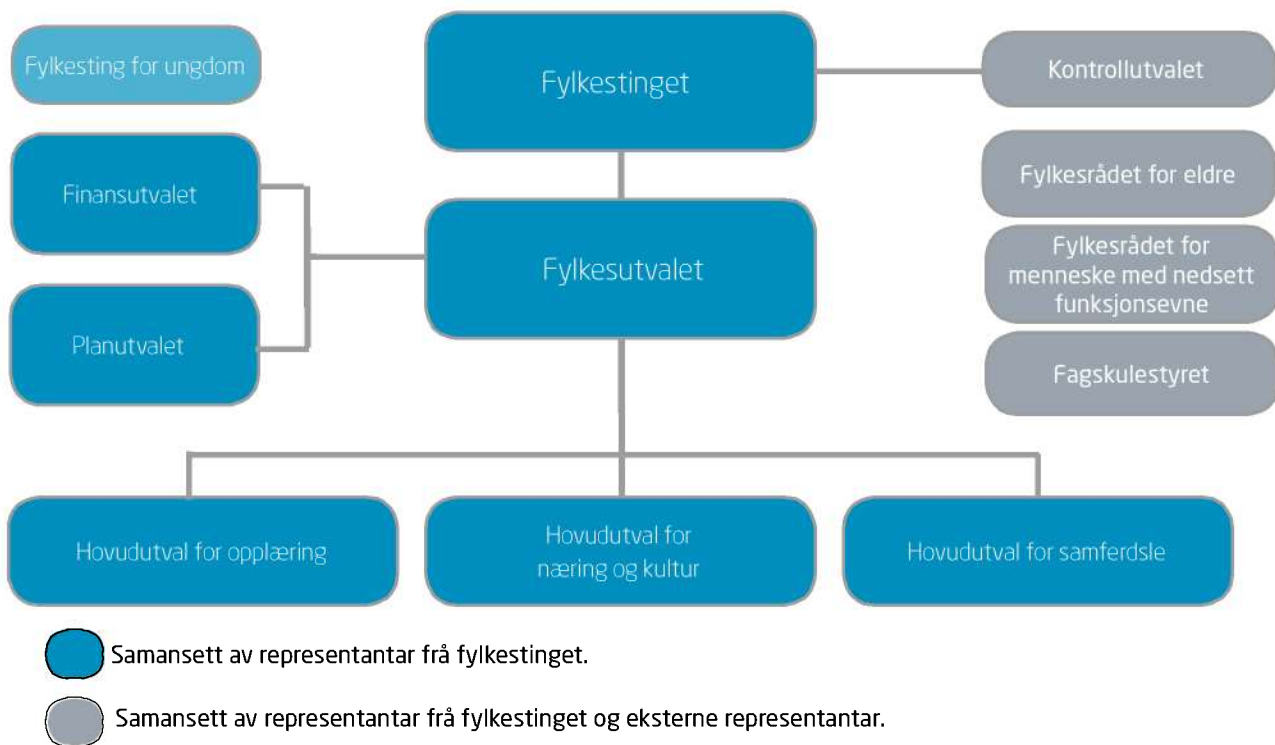 Fylkesting for ungdom
Fylkestinget
Kontrollutvalet
Finansutvalet
Fylkesrådet for eldre
Fylkesutvalet
Fylkesrådet for
menneske med nedsett
funksjonsevne
Planutvalet
Fagskulestyret
Hovudutval for opplæring
Hovudutval for
næring og kultur
Hovudutval for samferdsle
Samansett av representantar frå fylkestinget.
Samansett av representantar frå fylkestinget og eksterne representantar.